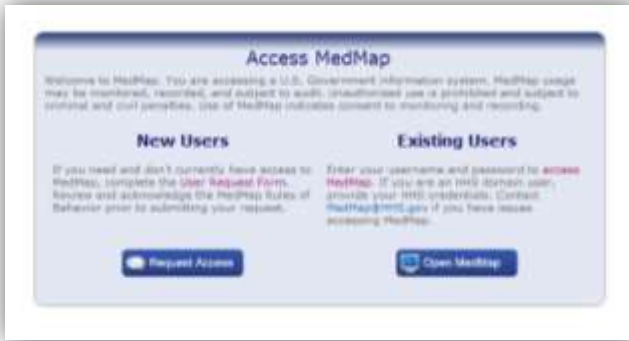 Access MedMap
Welcome to MedMap. You are accessing a U.S. Government information system. MedMap usage
may be monitored, recorded, and subject to audit. Unauthorized use is prohibited and subject to
criminal and civil penalties. Use of MedMap indicates consent to monitoring and recording.
New Users
If you need and don't currently have access to
MedMap, complete the User Request Form.
Review and acknowledge the MedMap Rules of
Behavior prior to submitting your request.
Request Access
Existing Users
Enter your username and password to access
MedMap. If you are an HHS domain user,
provide your HHS credentials. Contact
MedMap@HHS.gov if you have issues
accessing MedMap.
Open MedMap